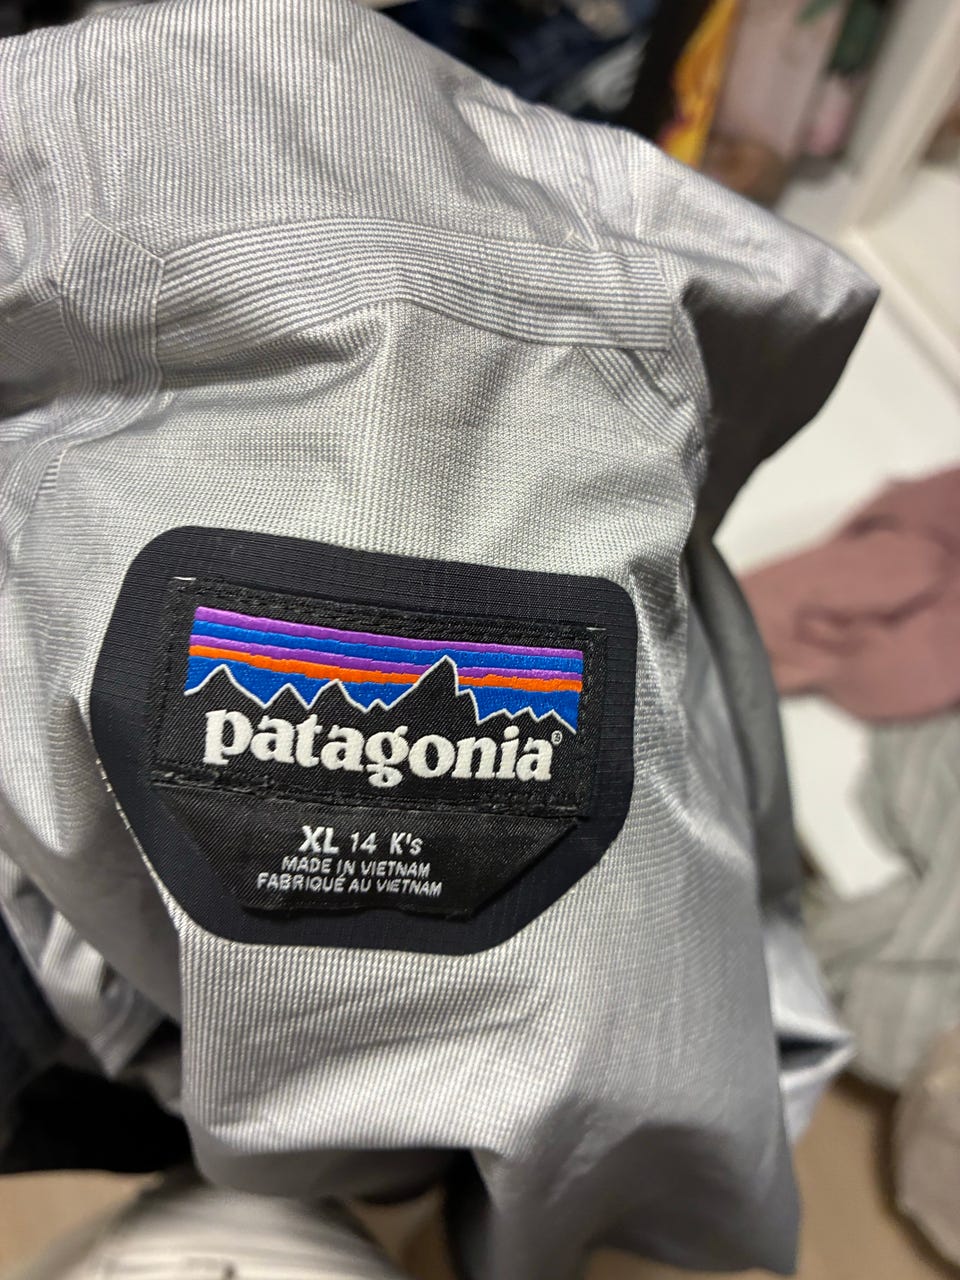 patagonia®
XL 14 K's
MADE IN VIETNAM
FABRIQUÉ AU VIETNAM